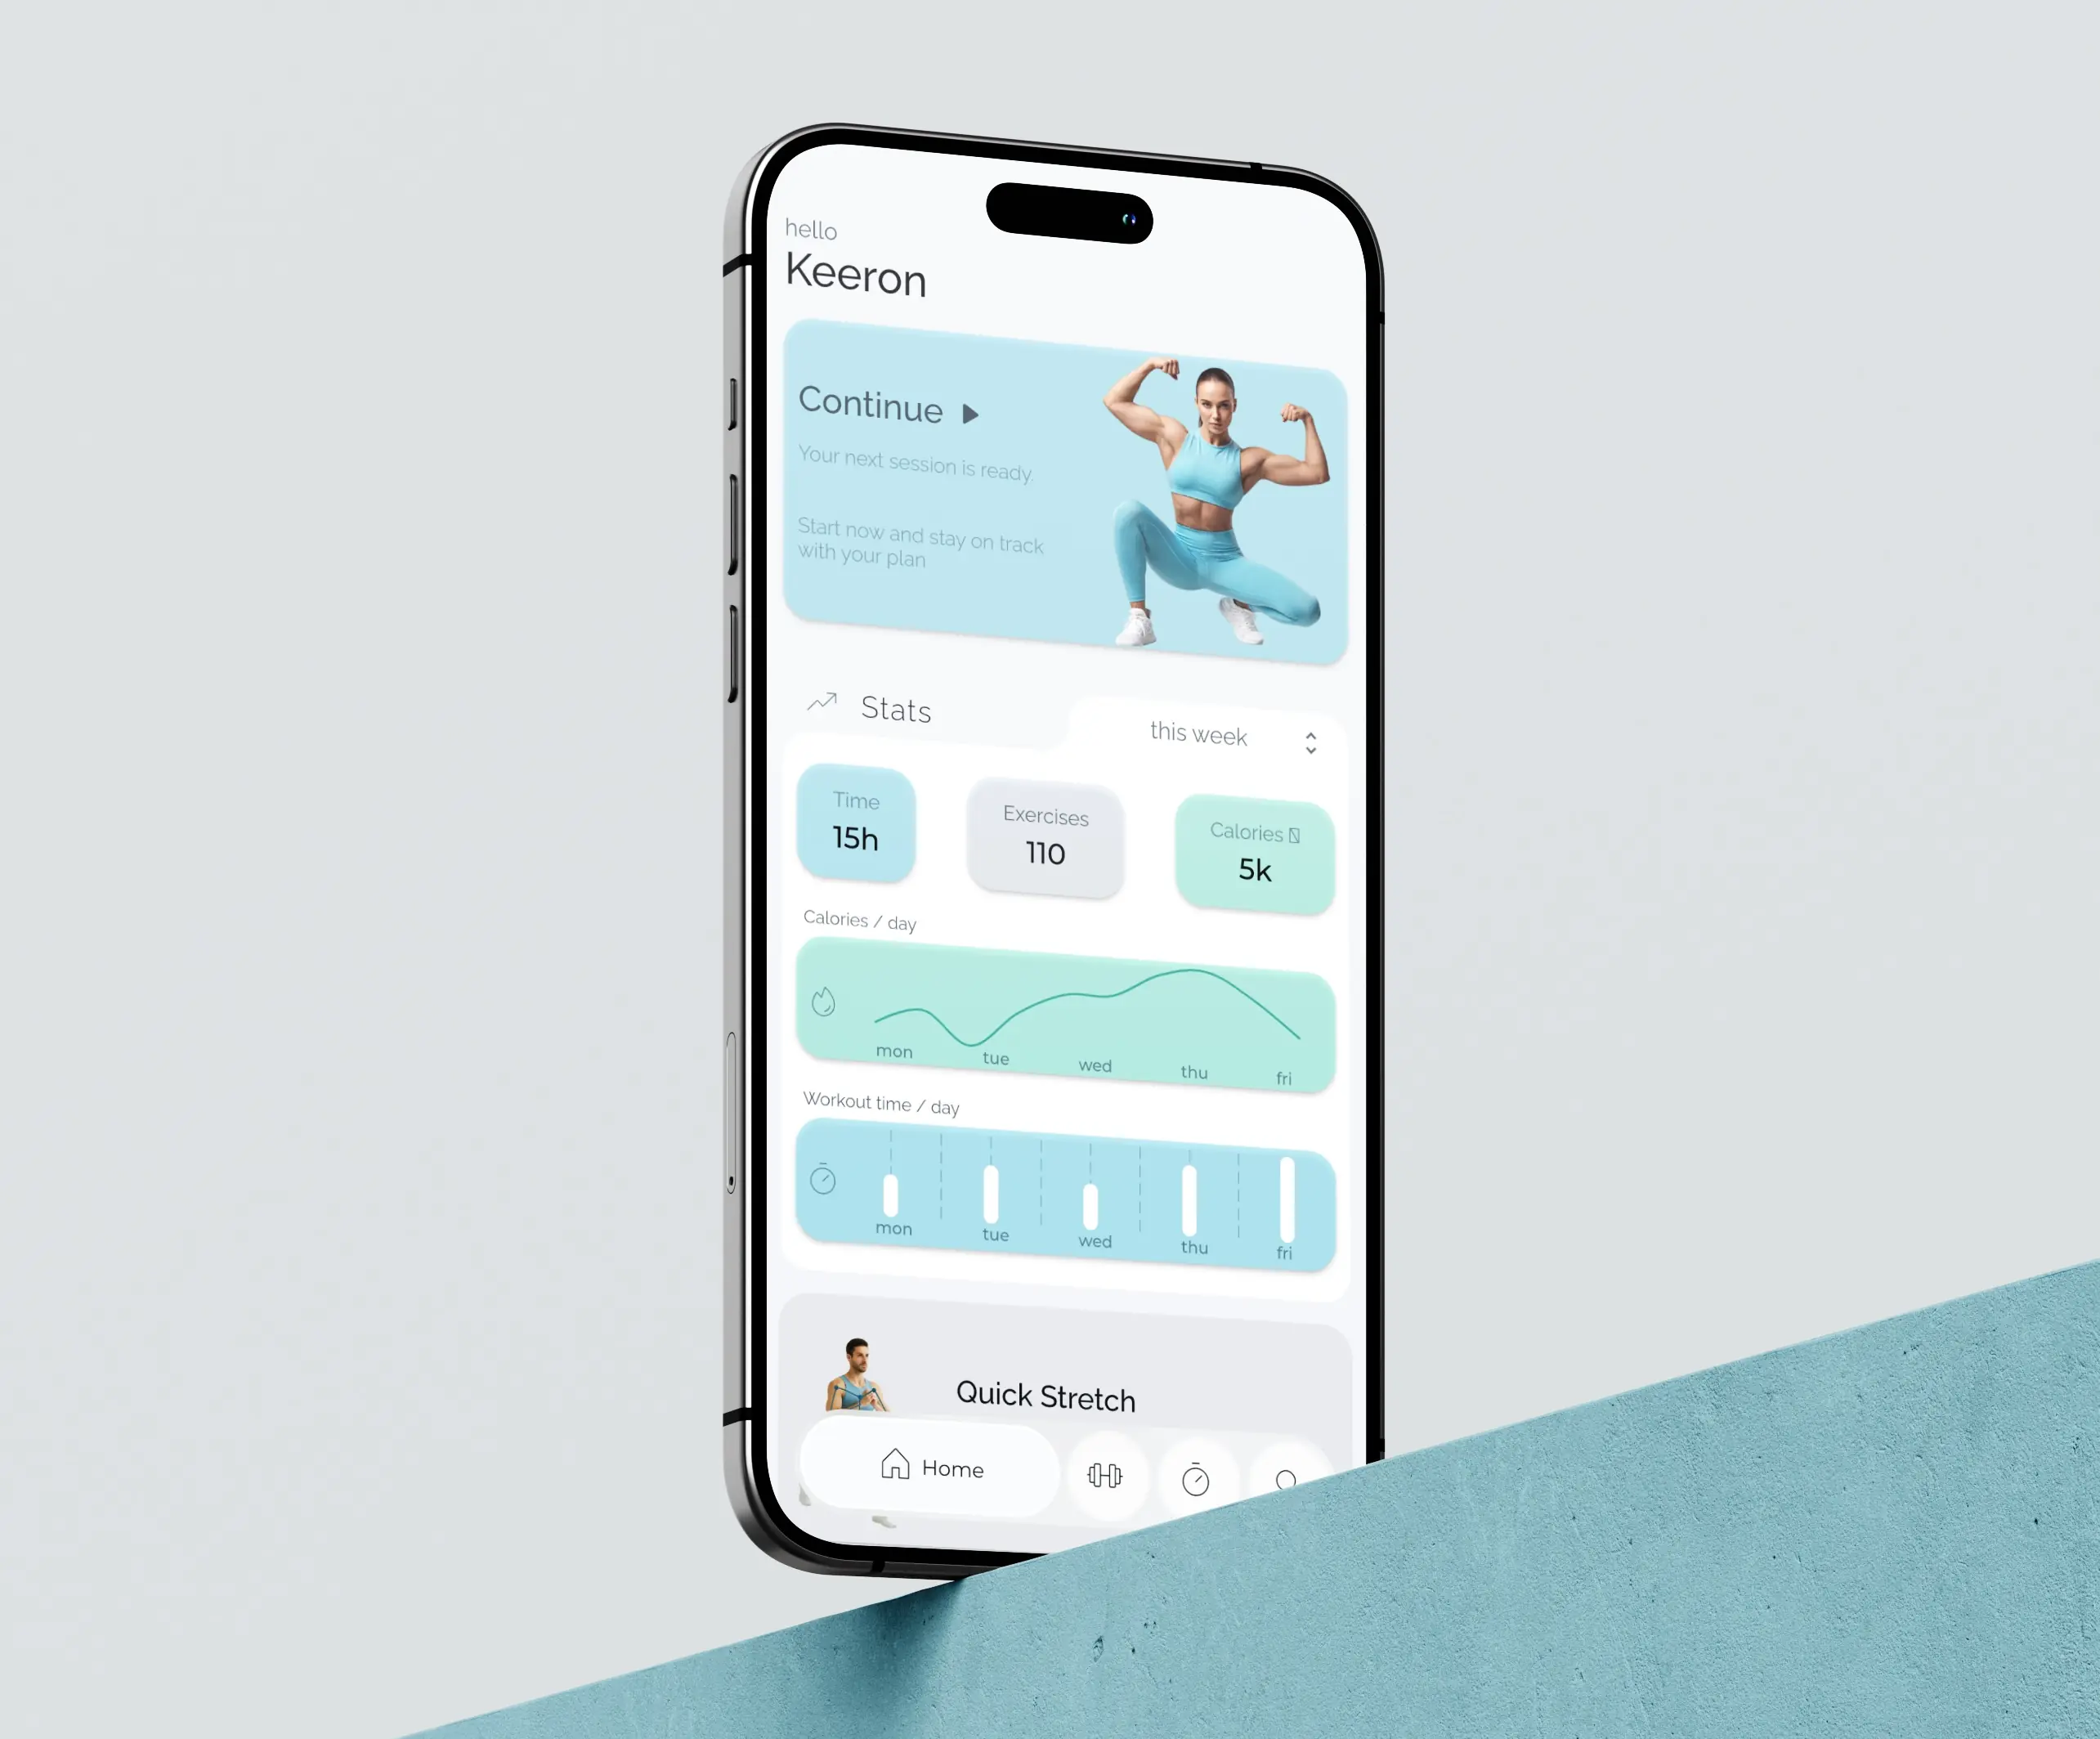 hello
Keeron
Continue
Your next session is ready.
Start now and stay on track
with your plan
Stats
this week
Time
15h
Exercises
110
Calories
5k
Calories / day
mon tue wed thu fri
Workout time / day
mon tue wed thu fri
Quick Stretch
Home